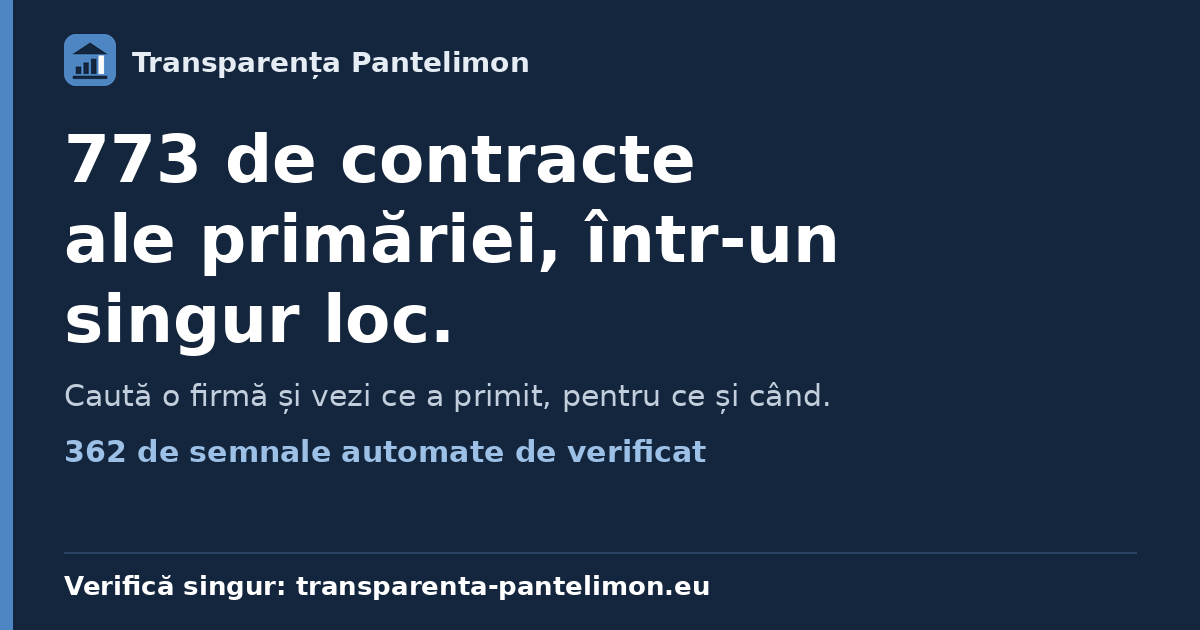 Transparența Pantelimon
773 de contracte
ale primăriei, într-un
singur loc.
Caută o firmă și vezi ce a primit, pentru ce și când.
362 de semnale automate de verificat
Verifică singur: transparenta-pantelimon.eu